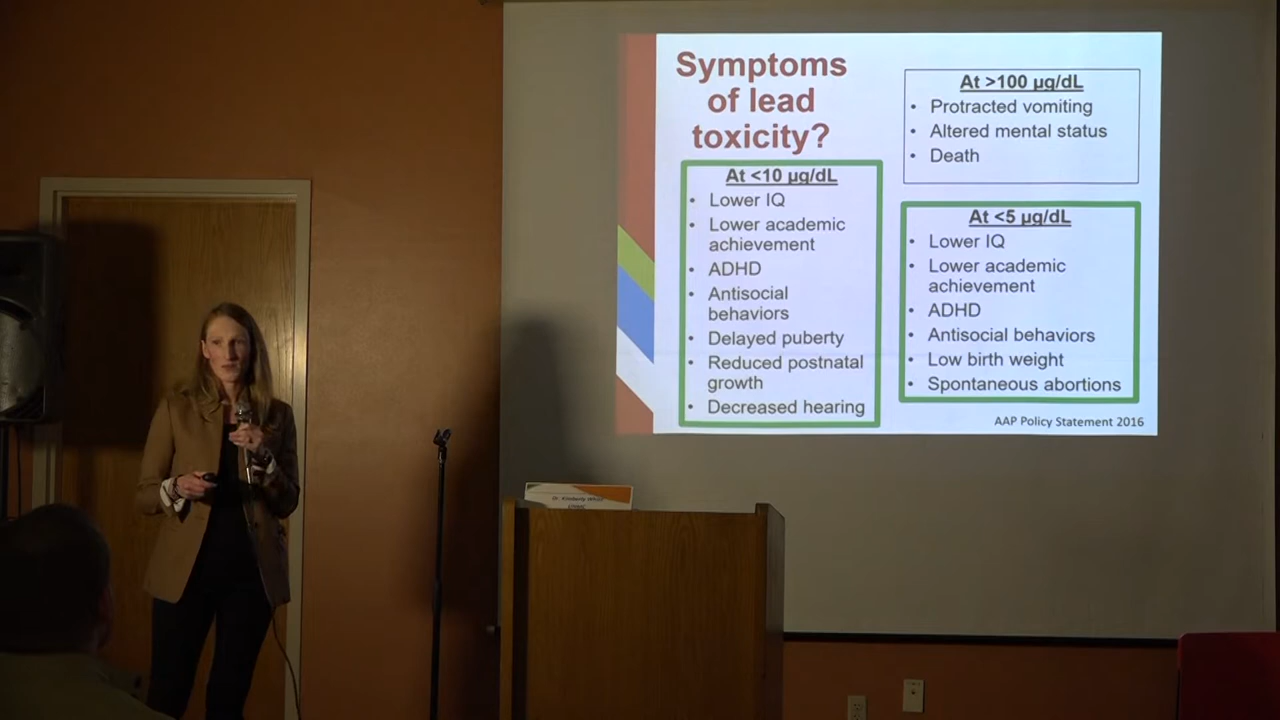 Symptoms
of lead
toxicity?
At <10 µg/dL
• Lower IQ
• Lower academic
achievement
• ADHD
• Antisocial
behaviors
• Delayed puberty
• Reduced postnatal
growth
• Decreased hearing
At >100 µg/dL
• Protracted vomiting
• Altered mental status
• Death
At <5 µg/dL
• Lower IQ
• Lower academic
achievement
• ADHD
• Antisocial behaviors
• Low birth weight
• Spontaneous abortions
AAP Policy Statement 2016
Dr. Kimberly